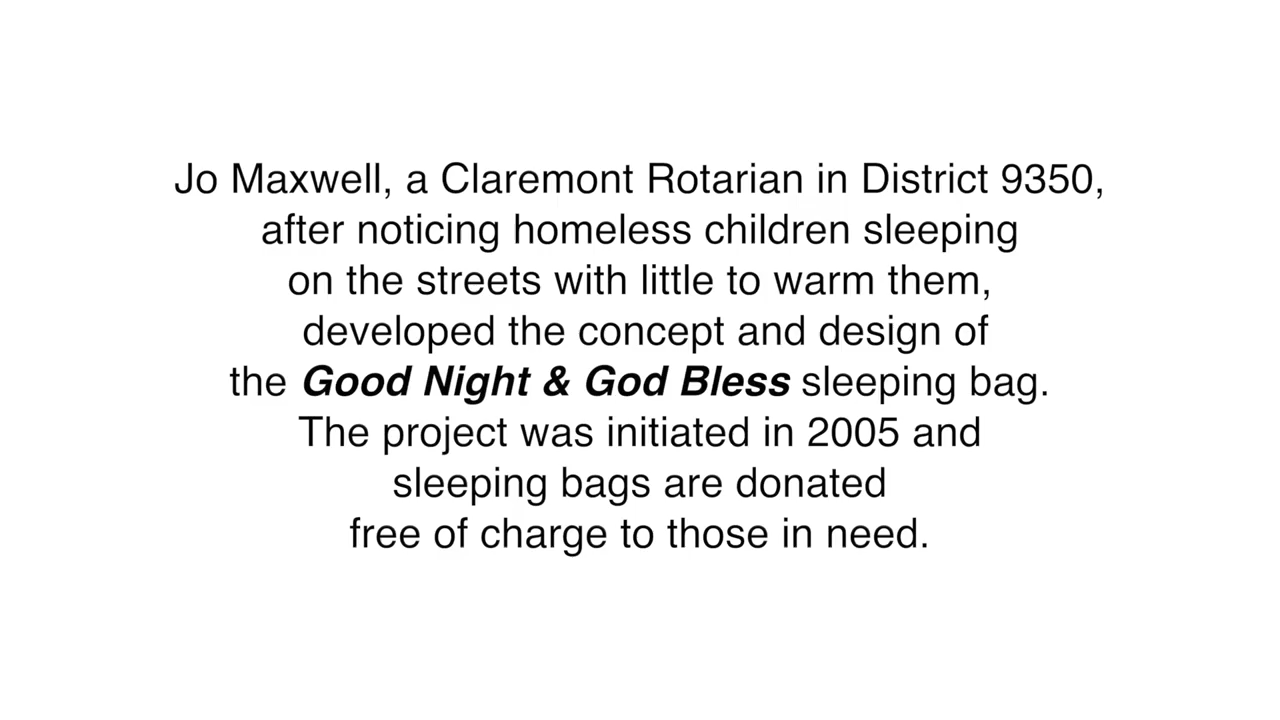 Jo Maxwell, a Claremont Rotarian in District 9350,
after noticing homeless children sleeping
on the streets with little to warm them,
developed the concept and design of
the Good Night & God Bless sleeping bag.
The project was initiated in 2005 and
sleeping bags are donated
free of charge to those in need.